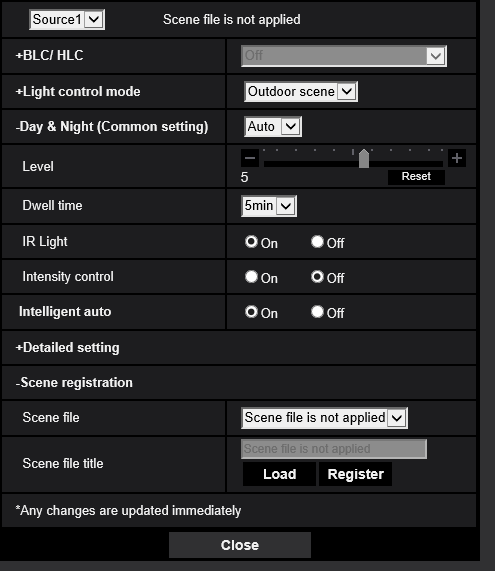 Source1 Scene file is not applied
+BLC/ HLC Off
+Light control mode Outdoor scene
-Day & Night (Common setting) Auto
Level - +
5 Reset
Dwell time 5min
IR Light On Off
Intensity control On Off
Intelligent auto On Off
+Detailed setting
-Scene registration
Scene file Scene file is not applied
Scene file title Scene file is not applied
Load Register
*Any changes are updated immediately
Close